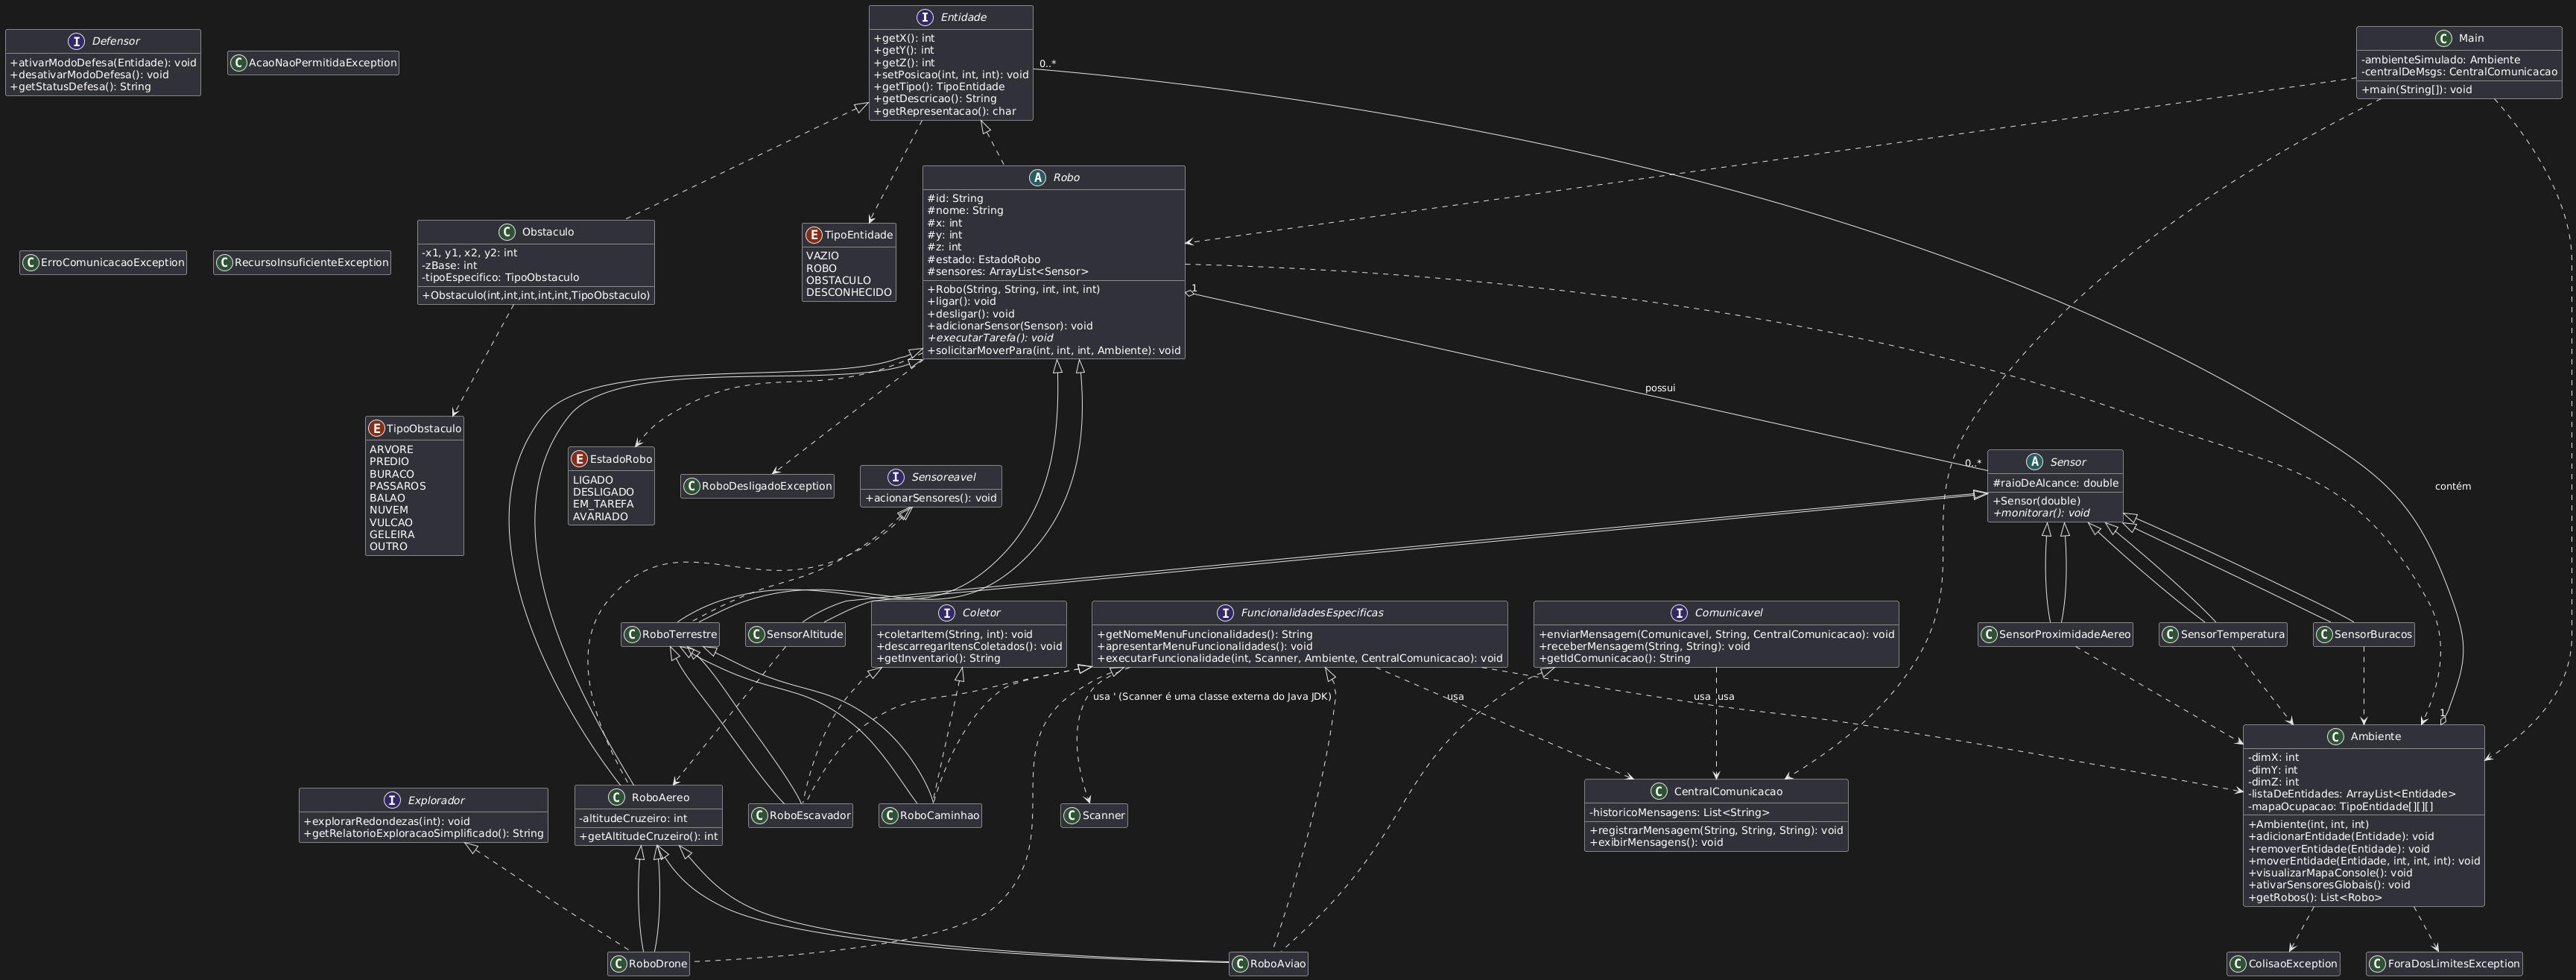 I Defensor
+ativarModoDefesa(Entidade): void
+desativarModoDefesa(): void
+getStatusDefesa(): String
C AcaoNaoPermitidaException
I Entidade
+getX(): int
+getY(): int
+getZ(): int
+setPosicao(int, int, int): void
+getTipo(): TipoEntidade
+getDescricao(): String
+getRepresentacao(): char
0..*
C Main
-ambienteSimulado: Ambiente
-centralDeMsgs: CentralComunicacao
+main(String[]): void
C ErroComunicacaoException
C RecursoInsuficienteException
C Obstaculo
-x1, y1, x2, y2: int
-zBase: int
-tipoEspecifico: TipoObstaculo
+Obstaculo(int,int,int,int,int,TipoObstaculo)
E TipoEntidade
VAZIO
ROBO
OBSTACULO
DESCONHECIDO
A Robo
#id: String
#nome: String
#x: int
#y: int
#z: int
#estado: EstadoRobo
#sensores: ArrayList<Sensor>
+Robo(String, String, int, int, int)
+ligar(): void
+desligar(): void
+adicionarSensor(Sensor): void
+executarTarefa(): void
+solicitarMoverPara(int, int, int, Ambiente): void
1
possui
0..*
contém
E TipoObstaculo
ARVORE
PREDIO
BURACO
PASSAROS
BALAO
NUVEM
VULCAO
GELEIRA
OUTRO
E EstadoRobo
LIGADO
DESLIGADO
EM_TAREFA
AVARIADO
C RoboDesligadoException
I Sensoreavel
+acionarSensores(): void
A Sensor
#raioDeAlcance: double
+Sensor(double)
+monitorar(): void
C RoboTerrestre
C SensorAltitude
I Coletor
+coletarItem(String, int): void
+descarregarItensColetados(): void
+getInventario(): String
I FuncionalidadesEspecificas
+getNomeMenuFuncionalidades(): String
+apresentarMenuFuncionalidades(): void
+executarFuncionalidade(int, Scanner, Ambiente, CentralComunicacao): void
I Comunicavel
+enviarMensagem(Comunicavel, String, CentralComunicacao): void
+receberMensagem(String, String): void
+getIdComunicacao(): String
C SensorProximidadeAereo
C SensorTemperatura
C SensorBuracos
usa ' (Scanner é uma classe externa do Java JDK)
usa
usa
usa
1
I Explorador
+explorarRedondezas(int): void
+getRelatorioExploracaoSimplificado(): String
C RoboAereo
-altitudeCruzeiro: int
+getAltitudeCruzeiro(): int
C RoboEscavador
C RoboCaminhao
C Scanner
C CentralComunicacao
-historicoMensagens: List<String>
+registrarMensagem(String, String, String): void
+exibirMensagens(): void
C Ambiente
-dimX: int
-dimY: int
-dimZ: int
-listaDeEntidades: ArrayList<Entidade>
-mapaOcupacao: TipoEntidade[][][]
+Ambiente(int, int, int)
+adicionarEntidade(Entidade): void
+removerEntidade(Entidade): void
+moverEntidade(Entidade, int, int, int): void
+visualizarMapaConsole(): void
+ativarSensoresGlobais(): void
+getRobos(): List<Robo>
C RoboDrone
C RoboAviao
C ColisaoException
C ForaDosLimitesException